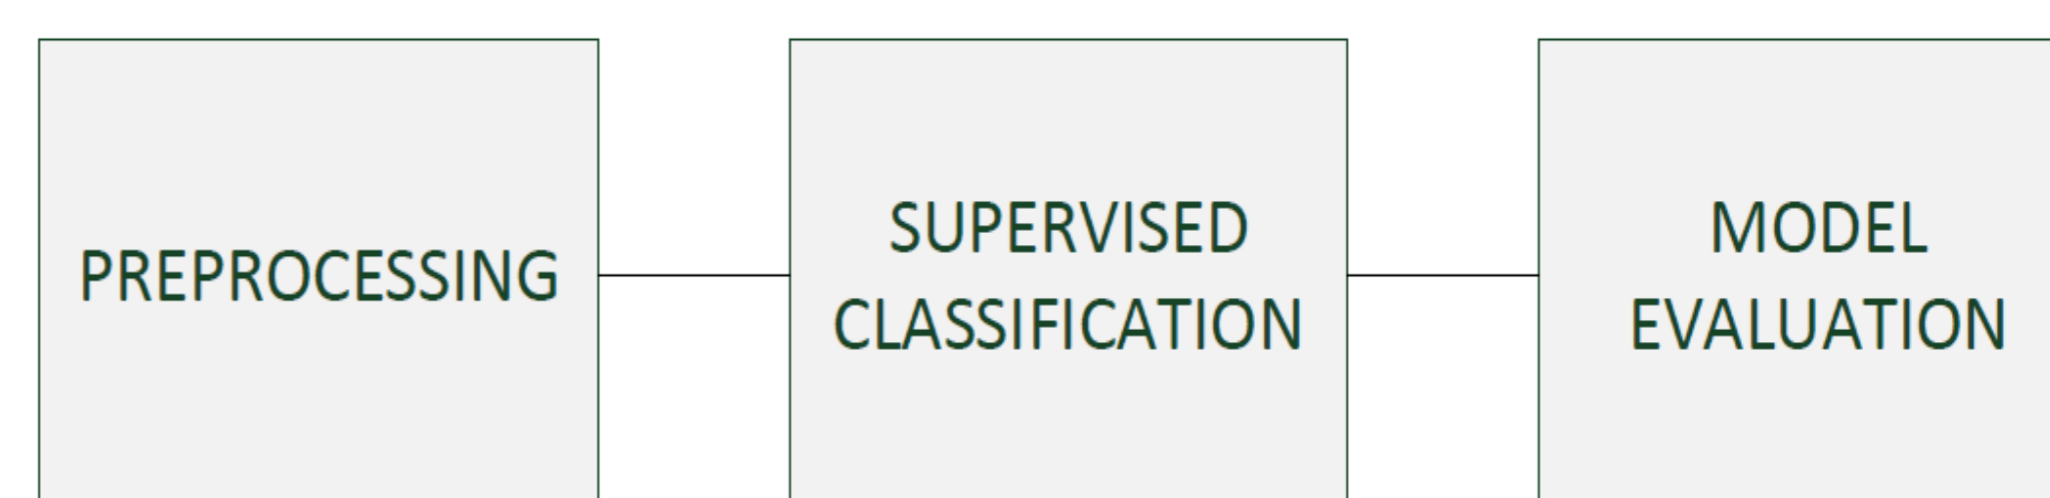 PREPROCESSING
SUPERVISED
CLASSIFICATION
MODEL
EVALUATION